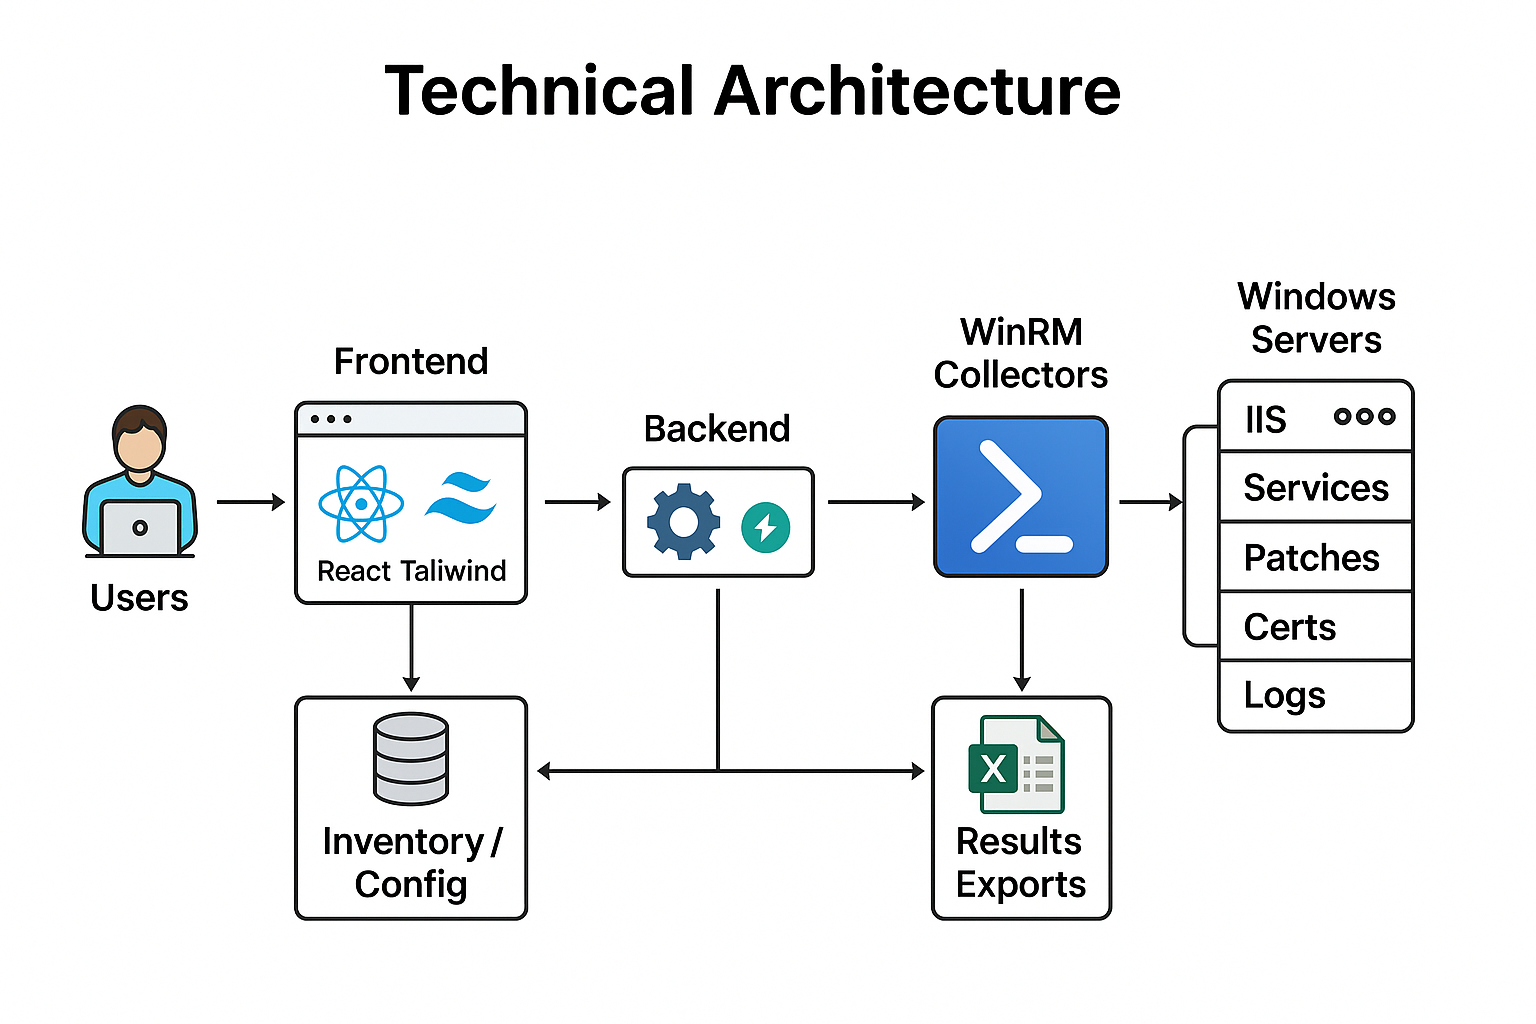 Technical Architecture
Users
Frontend
React Taliwind
Backend
WinRM
Collectors
Windows
Servers
IIS
Services
Patches
Certs
Logs
Inventory /
Config
X
Results
Exports